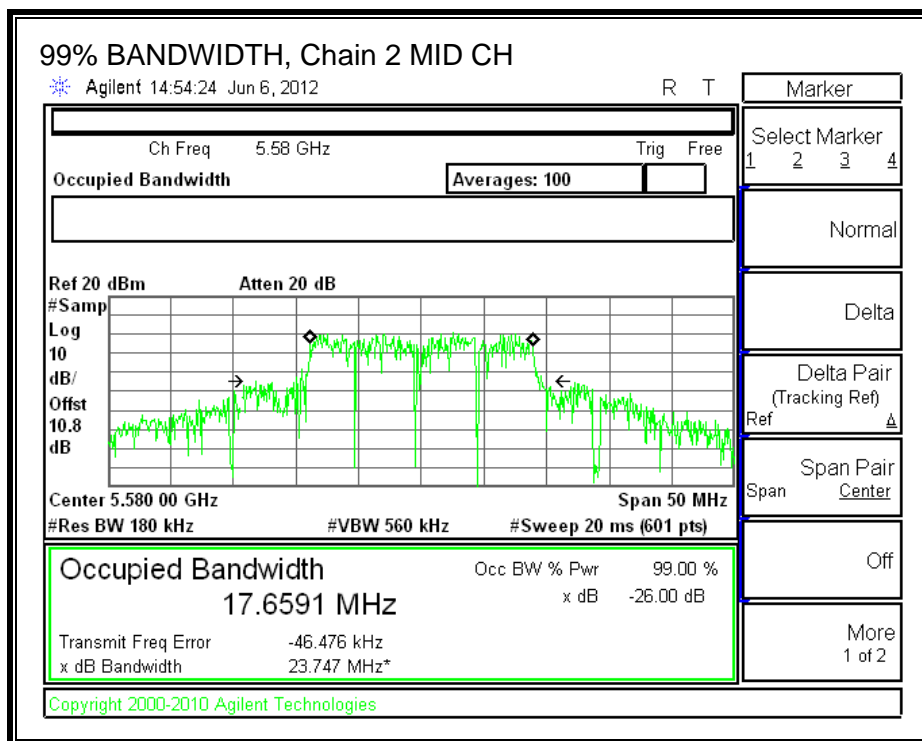 99% BANDWIDTH, Chain 2 MID CH
Agilent 14:54:24 Jun 6, 2012 R T
Marker
Ch Freq 5.58 GHz Trig Free
Occupied Bandwidth Averages: 100
Ref 20 dBm Atten 20 dB
#Samp
Log
10
dB/
Offst
10.8
dB
Center 5.580 00 GHz Span 50 MHz
#Res BW 180 kHz #VBW 560 kHz #Sweep 20 ms (601 pts)
Occupied Bandwidth Occ BW % Pwr 99.00 %
17.6591 MHz x dB -26.00 dB
Transmit Freq Error -46.476 kHz
x dB Bandwidth 23.747 MHz*
Copyright 2000-2010 Agilent Technologies
Select Marker
1 2 3 4
Normal
Delta
Delta Pair
(Tracking Ref)
Ref Δ
Span Pair
Span Center
Off
More
1 of 2